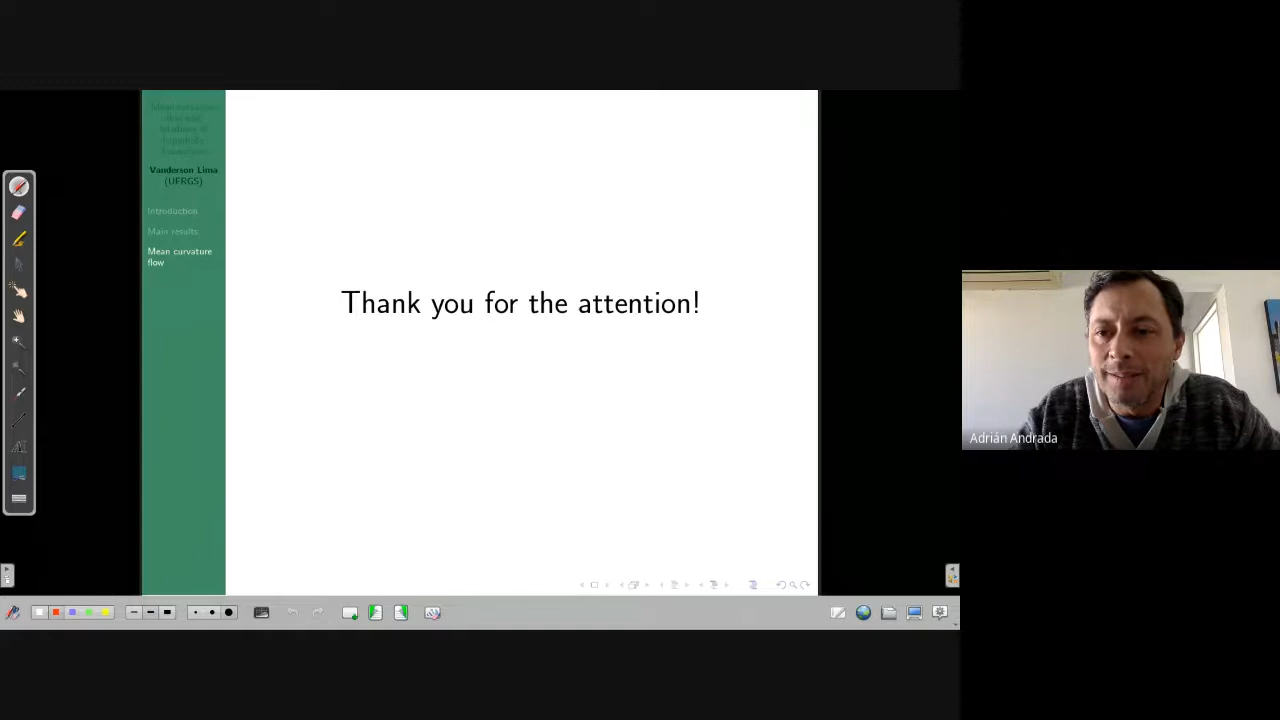 Vanderson Lima
(UFRGS)
Introduction
Main results
Mean curvature
flow
Thank you for the attention!
Adrián Andrada